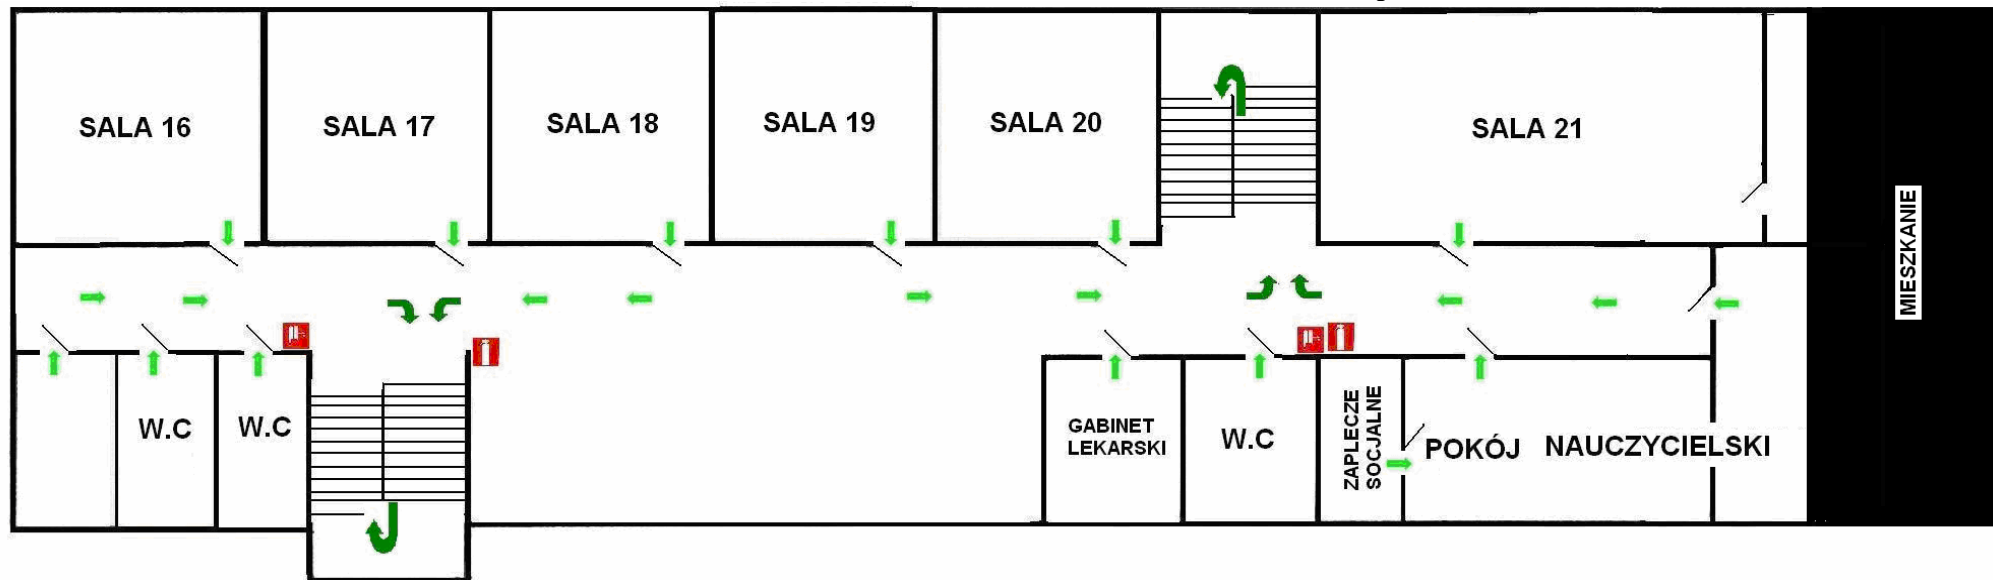 SALA 16
SALA 17
SALA 18
SALA 19
SALA 20
SALA 21
MIESZKANIE
W.C
W.C
GABINET
LEKARSKI
W.C
ZAPLECZE
SOCJALNE
POKÓJ NAUCZYCIELSKI